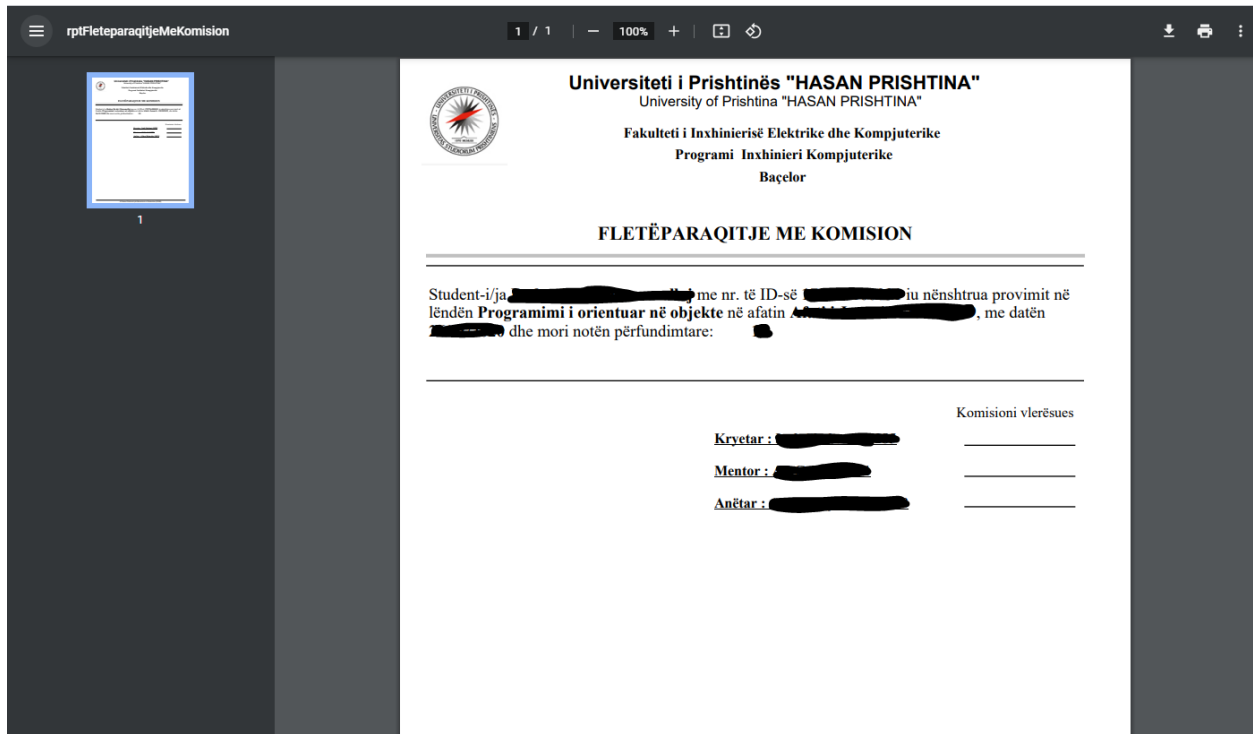 rptFleteparaqitjeMeKomision
1 / 1
100%
1
Universiteti i Prishtinës "HASAN PRISHTINA"
University of Prishtina "HASAN PRISHTINA"
Fakulteti i Inxhinierisë Elektrike dhe Kompjuterike
Programi Inxhinieri Kompjuterike
Baçelor
FLETËPARAQITJE ME KOMISION
Student-i/ja me nr. të ID-së iu nënshtrua provimit në
lëndën Programimi i orientuar në objekte në afatin , me datën
dhe mori notën përfundimtare:
Komisioni vlerësues
Kryetar :
Mentor :
Anëtar :